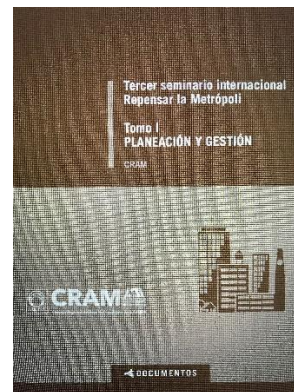 Tercer seminario internacional
Repensar la Metrópoli
Tomo I
PLANEACIÓN Y GESTIÓN
CRAM
CRAM
DOCUMENTOS